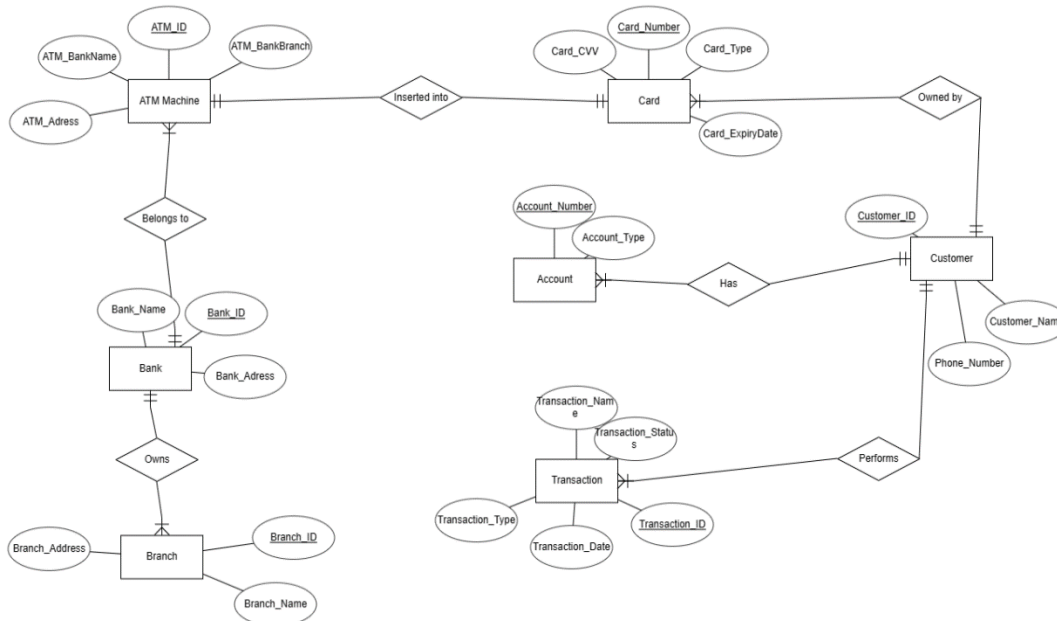 ATM_ID
ATM_BankName
ATM_BankBranch
ATM Machine
ATM_Adress
Inserted into
Card_CVV
Card_Number
Card_Type
Card
Card_ExpiryDate
Owned by
Belongs to
Account_Number
Account_Type
Account
Has
Customer_ID
Customer
Customer_Nam
Phone_Number
Bank_Name
Bank_ID
Bank
Bank_Adress
Owns
Branch_Address
Branch_ID
Branch
Branch_Name
Transaction_Nam
e
Transaction_Statu
s
Transaction
Transaction_Type
Transaction_Date
Transaction_ID
Performs